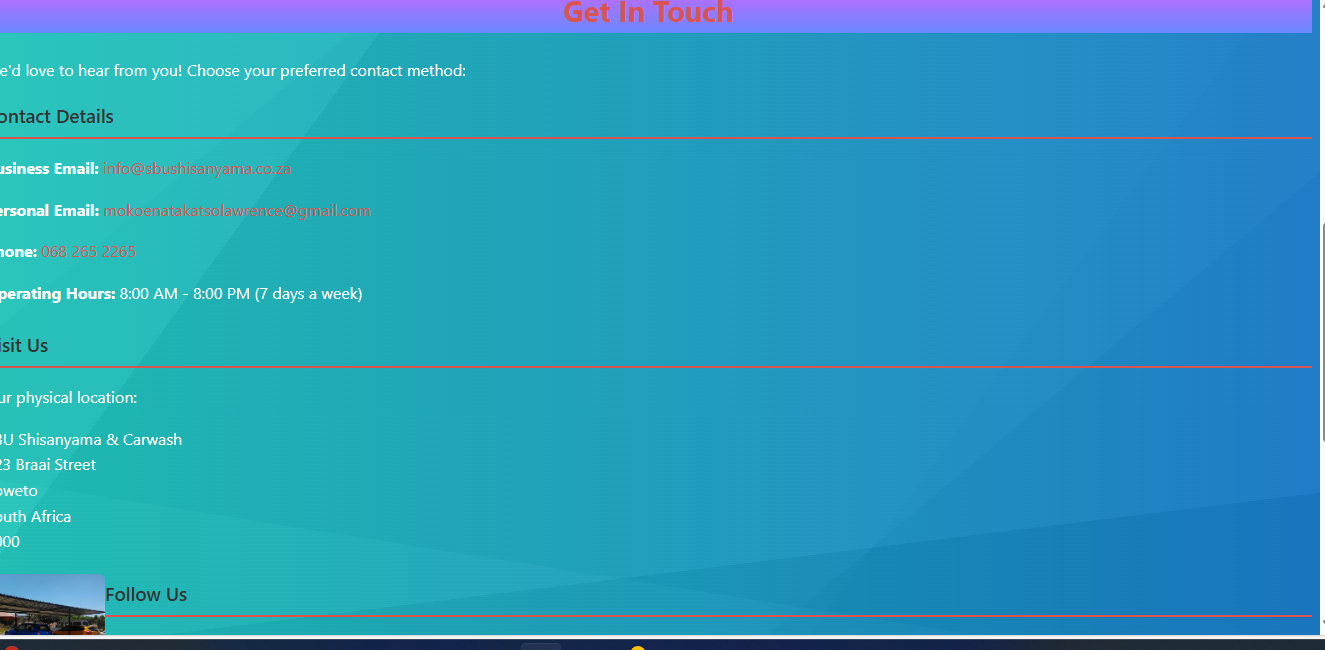 Get In Touch
e'd love to hear from you! Choose your preferred contact method:
ontact Details
usiness Email: info@sbushisanyama.co.za
ersonal Email: mokoenatakatsolawrence@gmail.com
hone: 068 265 2265
perating Hours: 8:00 AM - 8:00 PM (7 days a week)
isit Us
ur physical location:
BU Shisanyama & Carwash
23 Braai Street
oweto
outh Africa
000
Follow Us